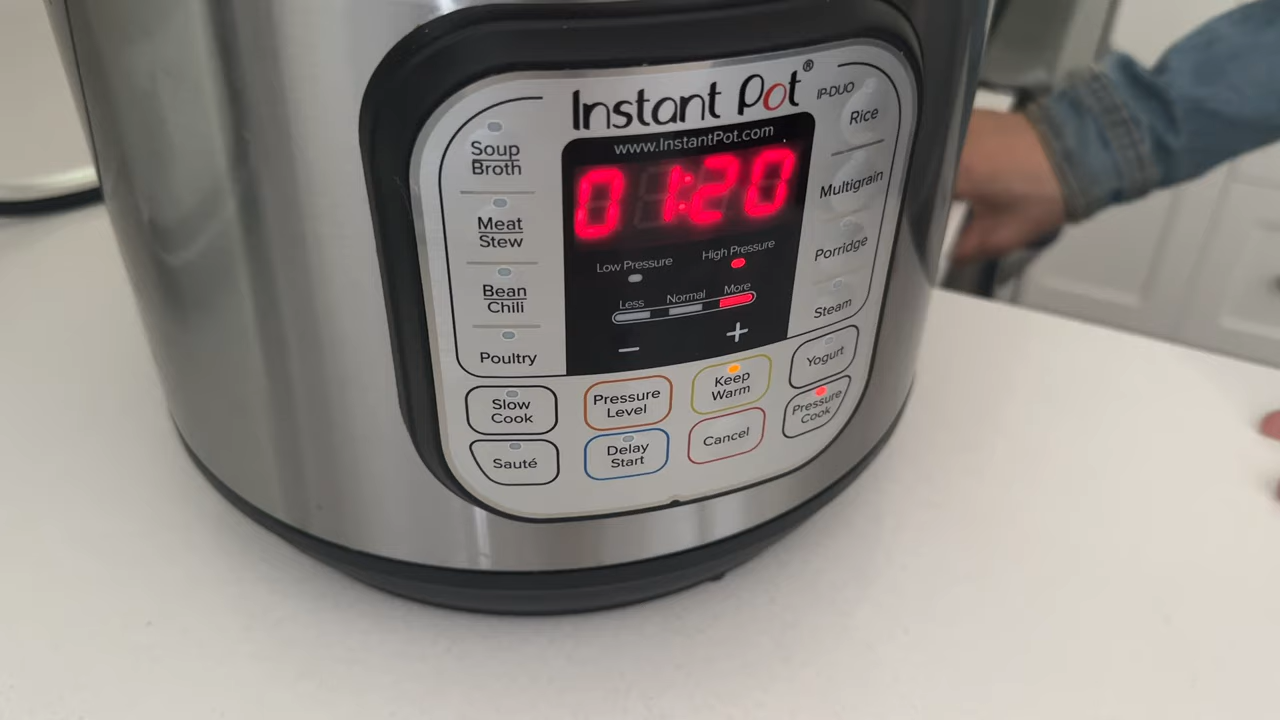 Instant Pot®
IP-DUO
www.InstantPot.com
01:20
Low Pressure
High Pressure
Less
Normal
More
−
+
Soup
Broth
Meat
Stew
Bean
Chili
Poultry
Rice
Multigrain
Porridge
Steam
Slow
Cook
Pressure
Level
Keep
Warm
Yogurt
Sauté
Delay
Start
Cancel
Pressure
Cook